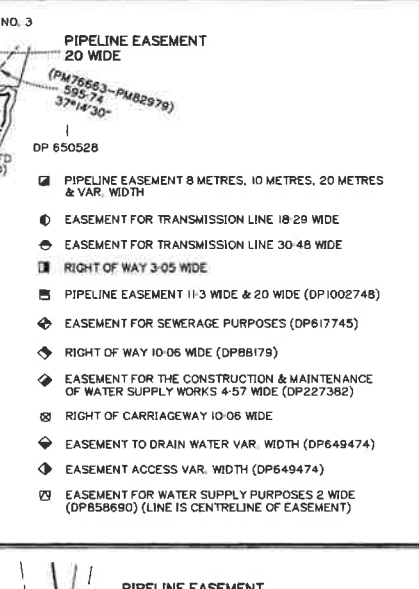 NO. 3
PIPELINE EASEMENT
20 WIDE
(PM76663-PM82979)
595·74
37°14'30"
DP 650528
PIPELINE EASEMENT 8 METRES, 10 METRES, 20 METRES
& VAR. WIDTH
EASEMENT FOR TRANSMISSION LINE 18·29 WIDE
EASEMENT FOR TRANSMISSION LINE 30·48 WIDE
RIGHT OF WAY 3·05 WIDE
PIPELINE EASEMENT 11·3 WIDE & 20 WIDE (DP1002748)
EASEMENT FOR SEWERAGE PURPOSES (DP617745)
RIGHT OF WAY 10·06 WIDE (DP88179)
EASEMENT FOR THE CONSTRUCTION & MAINTENANCE
OF WATER SUPPLY WORKS 4·57 WIDE (DP227382)
RIGHT OF CARRIAGEWAY 10·06 WIDE
EASEMENT TO DRAIN WATER VAR. WIDTH (DP649474)
EASEMENT ACCESS VAR. WIDTH (DP649474)
EASEMENT FOR WATER SUPPLY PURPOSES 2 WIDE
(DP858690) (LINE IS CENTRELINE OF EASEMENT)
PIPELINE EASEMENT